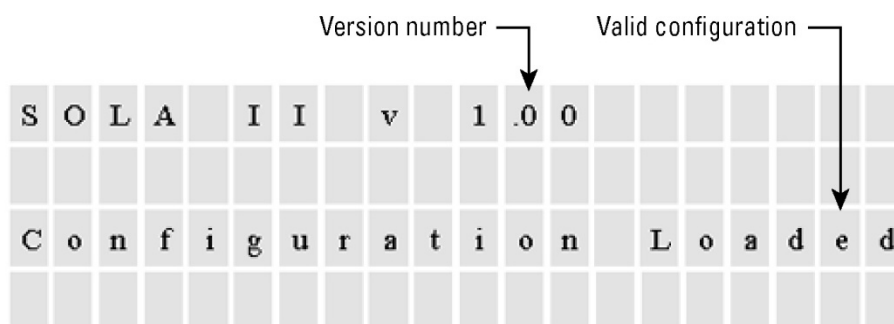 Version number Valid configuration
SOLA II v 1.00
Configuration Loaded